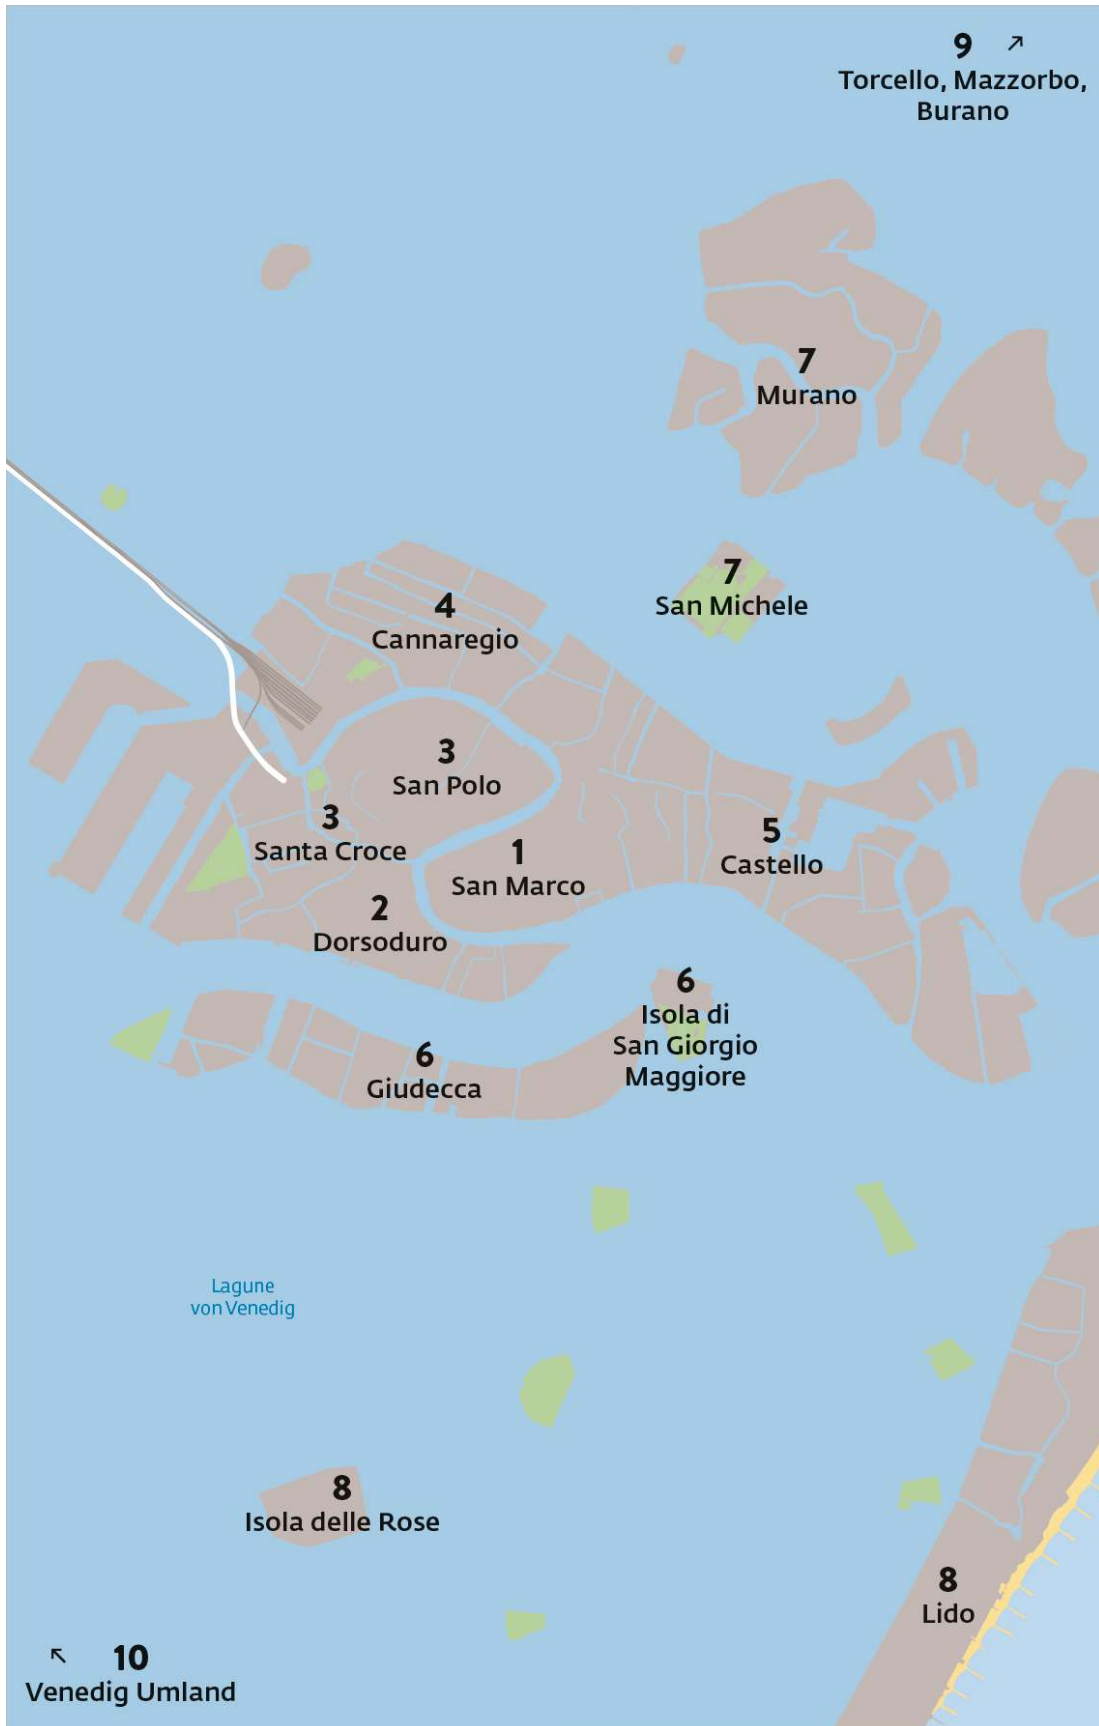 9
Torcello, Mazzorbo,
Burano
7
Murano
7
San Michele
4
Cannaregio
3
San Polo
3
Santa Croce
1
San Marco
5
Castello
2
Dorsoduro
6
Isola di
San Giorgio
Maggiore
6
Giudecca
Lagune
von Venedig
8
Isola delle Rose
8
Lido
10
Venedig Umland